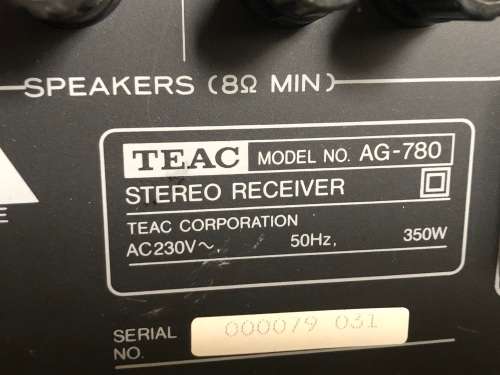 SPEAKERS (8Ω MIN)
TEAC MODEL NO. AG-780
STEREO RECEIVER
TEAC CORPORATION
AC230V～, 50Hz, 350W
SERIAL NO. 000079 031